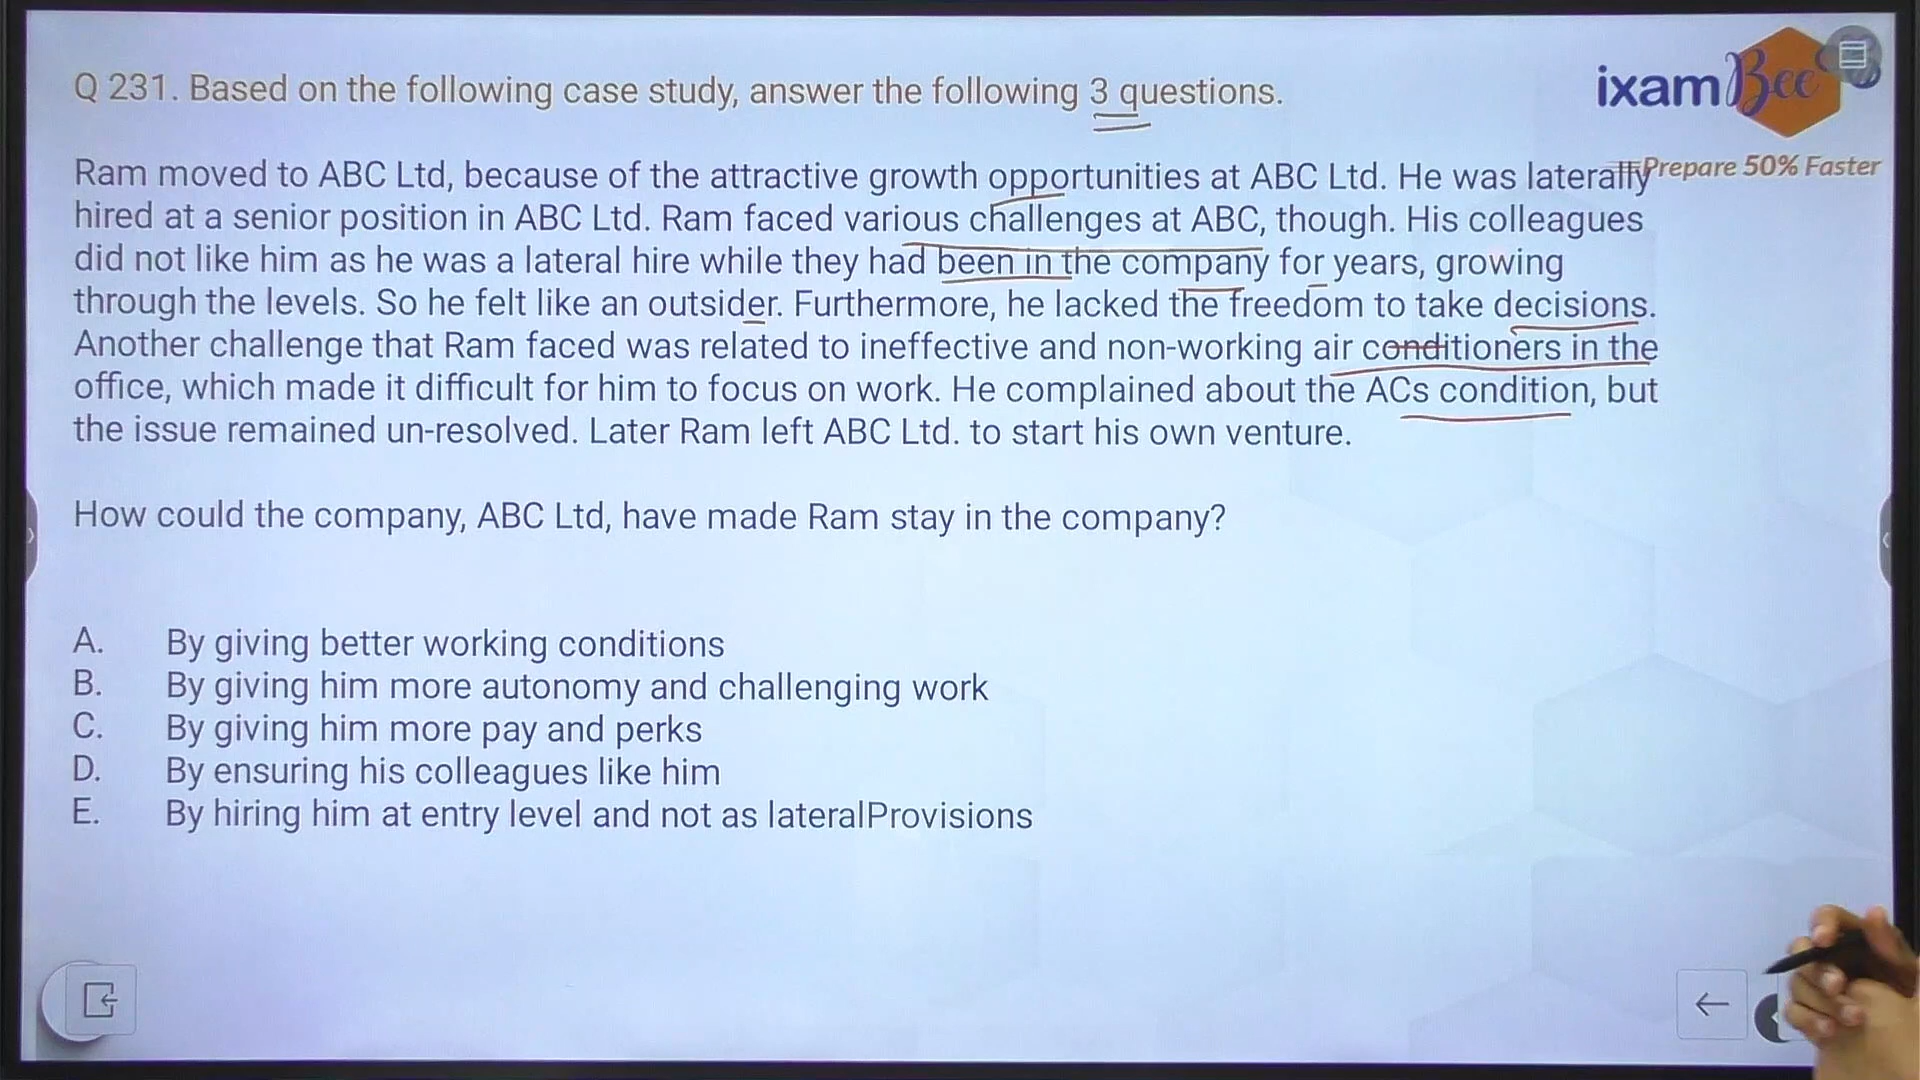 Q 231. Based on the following case study, answer the following 3 questions.
ixamBee
Prepare 50% Faster
Ram moved to ABC Ltd, because of the attractive growth opportunities at ABC Ltd. He was laterally
hired at a senior position in ABC Ltd. Ram faced various challenges at ABC, though. His colleagues
did not like him as he was a lateral hire while they had been in the company for years, growing
through the levels. So he felt like an outsider. Furthermore, he lacked the freedom to take decisions.
Another challenge that Ram faced was related to ineffective and non-working air conditioners in the
office, which made it difficult for him to focus on work. He complained about the ACs condition, but
the issue remained un-resolved. Later Ram left ABC Ltd. to start his own venture.
How could the company, ABC Ltd, have made Ram stay in the company?
A. By giving better working conditions
B. By giving him more autonomy and challenging work
C. By giving him more pay and perks
D. By ensuring his colleagues like him
E. By hiring him at entry level and not as lateralProvisions